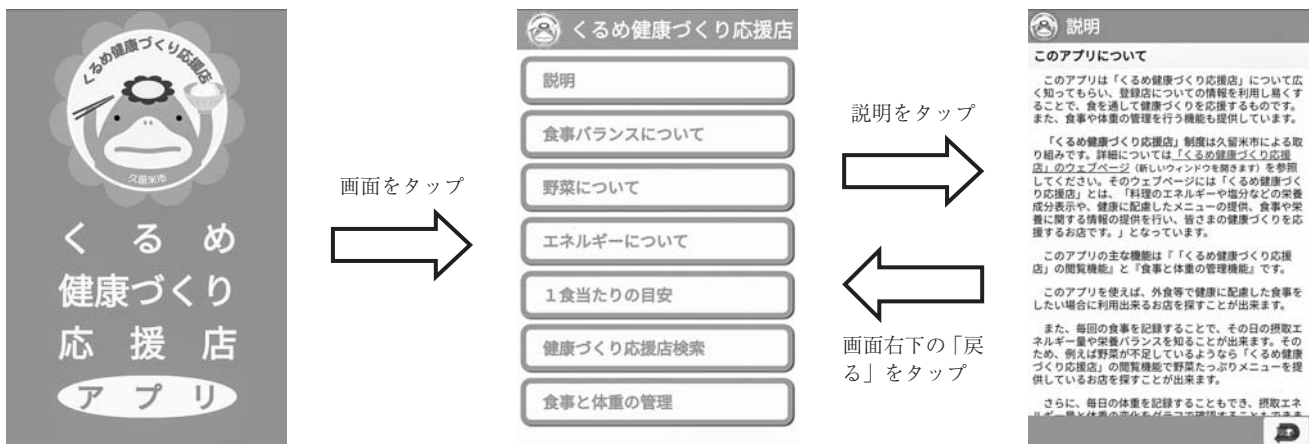 くるめ健康づくり応援店
久留米市
くるめ
健康づくり
応援店
アプリ
画面をタップ
くるめ健康づくり応援店
説明
食事バランスについて
野菜について
エネルギーについて
1食当たりの目安
健康づくり応援店検索
食事と体重の管理
説明をタップ
画面右下の「戻
る」をタップ
説明
このアプリについて
このアプリは「くるめ健康づくり応援店」について広
く知ってもらい、登録店についての情報を利用し易くす
ることで、食を通して健康づくりを応援するものです。
また、食事や体重の管理を行う機能も提供しています。
「くるめ健康づくり応援店」制度は久留米市による取
り組みです。詳細については「くるめ健康づくり応援
店」のウェブページ（新しいウィンドウを開きます）を参照
してください。そのウェブページには「くるめ健康づく
り応援店」とは、「料理のエネルギーや塩分などの栄養
成分表示や、健康に配慮したメニューの提供、食事や栄
養に関する情報の提供を行い、皆さまの健康づくりを応
援するお店です。」となっています。
このアプリの主な機能は『「くるめ健康づくり応援
店」の閲覧機能』と『食事と体重の管理機能』です。
このアプリを使えば、外食等で健康に配慮した食事を
したい場合に利用出来るお店を探すことが出来ます。
また、毎回の食事を記録することで、その日の摂取エ
ネルギー量や栄養バランスを知ることが出来ます。その
ため、例えば野菜が不足しているようなら「くるめ健康
づくり応援店」の閲覧機能で野菜たっぷりメニューを提
供しているお店を探すことが出来ます。
さらに、毎日の体重を記録することもでき、摂取エネ
ルギー量と体重の変化をグラフで確認することもできま